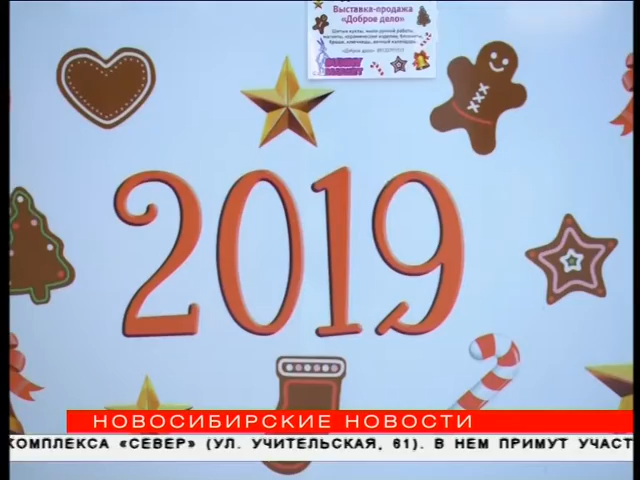 Выставка-продажа
«Доброе дело»
2019
НОВОСИБИРСКИЕ НОВОСТИ
КОМПЛЕКСА «СЕВЕР» (УЛ. УЧИТЕЛЬСКАЯ, 61). В НЕМ ПРИМУТ УЧАСТ